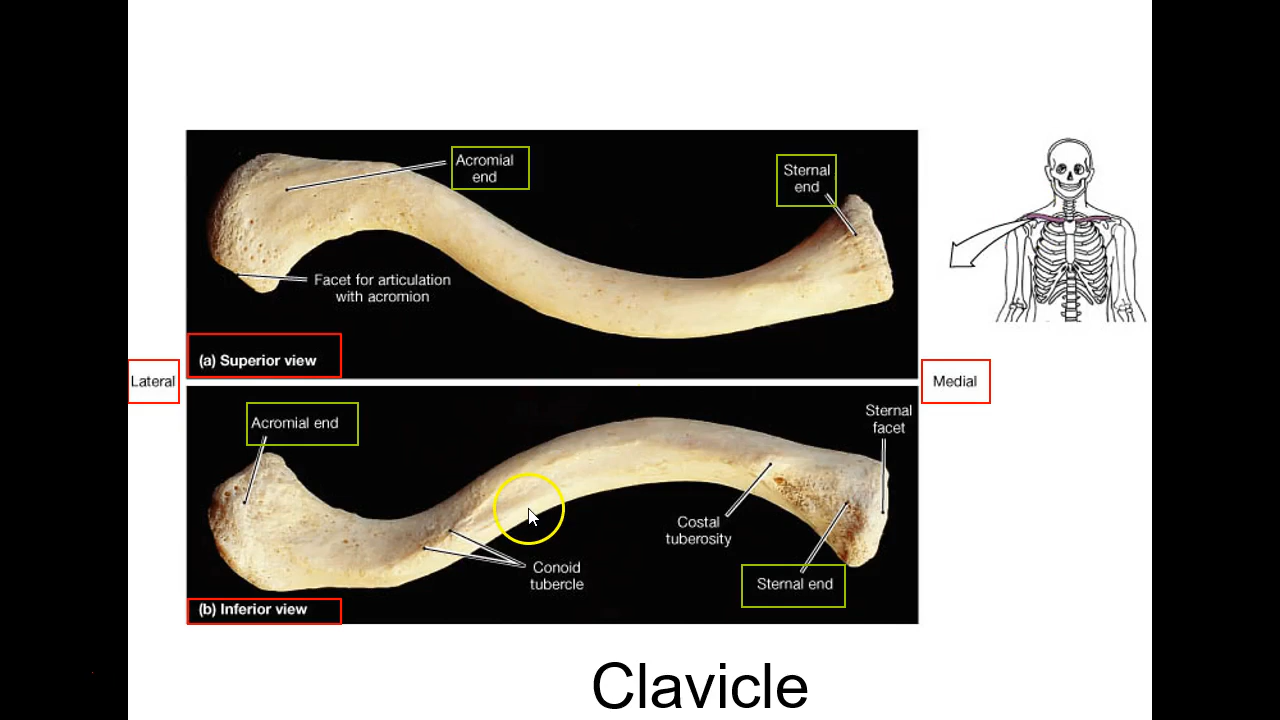 Acromial
end
Sternal
end
Facet for articulation
with acromion
(a) Superior view
Lateral
Medial
Acromial end
Sternal
facet
Costal
tuberosity
Conoid
tubercle
Sternal end
(b) Inferior view
Clavicle